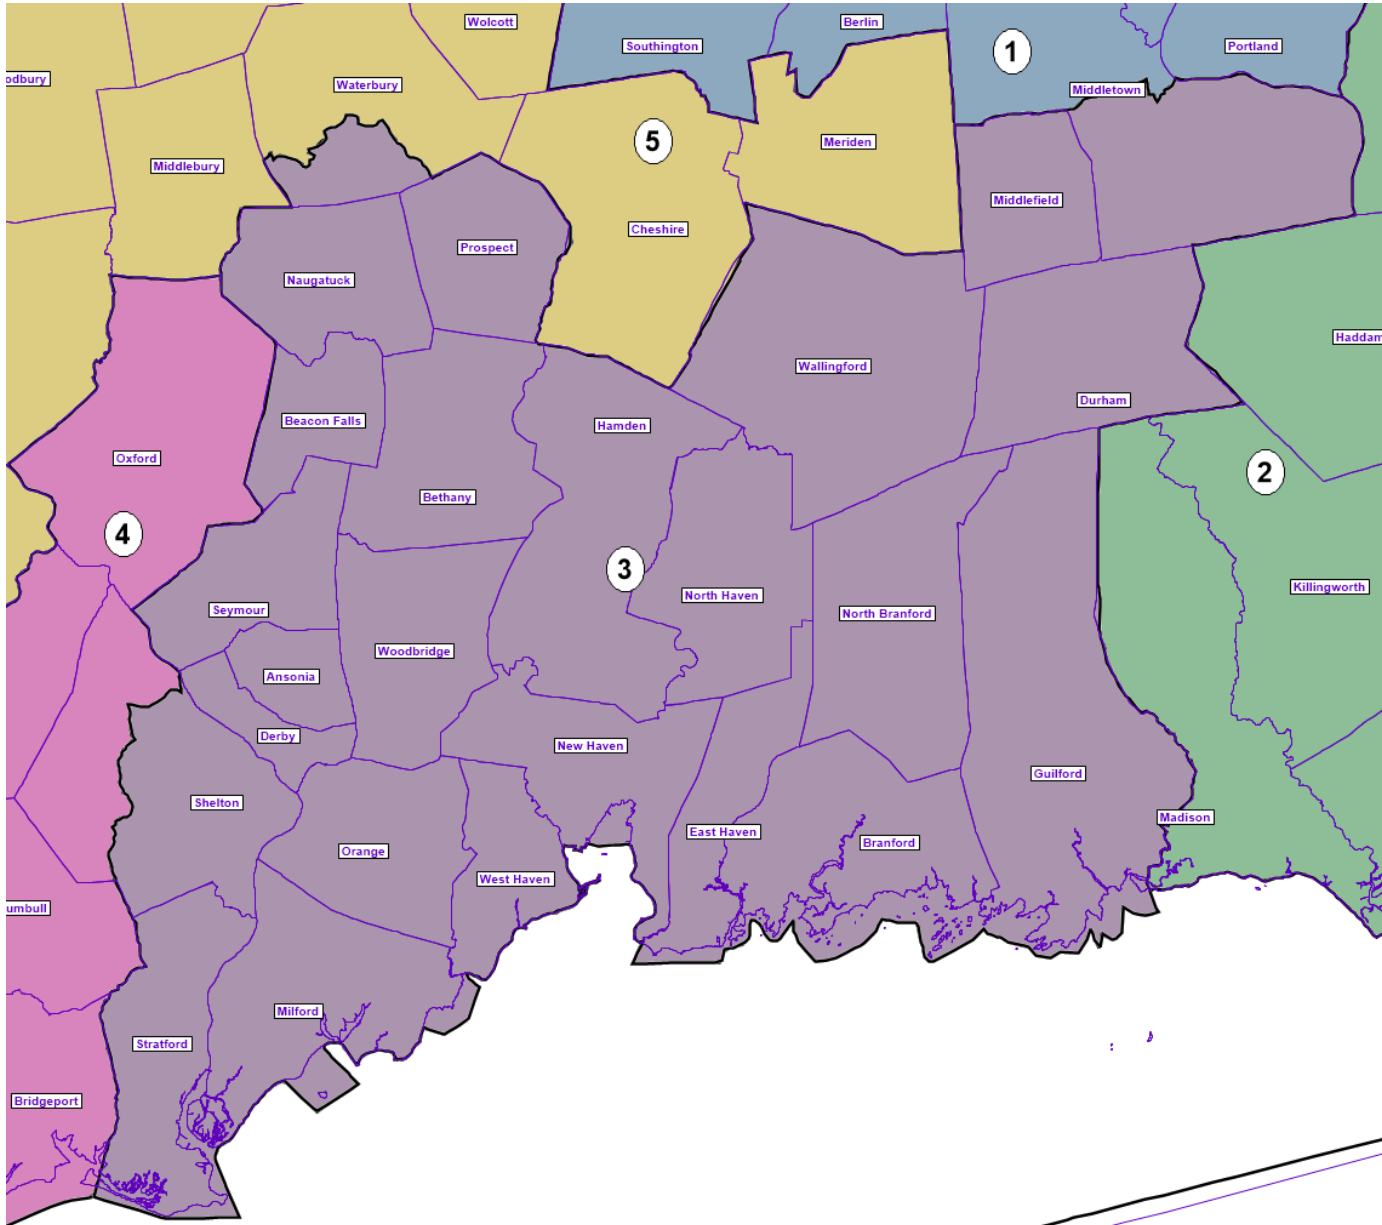 Wolcott
Berlin
Southington
Portland
1
odbury
Waterbury
Middletown
5
Meriden
Middlebury
Middlefield
Cheshire
Prospect
Naugatuck
Haddam
Wallingford
Durham
Beacon Falls
Hamden
Oxford
2
Bethany
4
3
Killingworth
North Haven
Seymour
North Branford
Woodbridge
Ansonia
Derby
New Haven
Guilford
Shelton
Madison
East Haven
Branford
Orange
West Haven
umbull
Milford
Stratford
Bridgeport